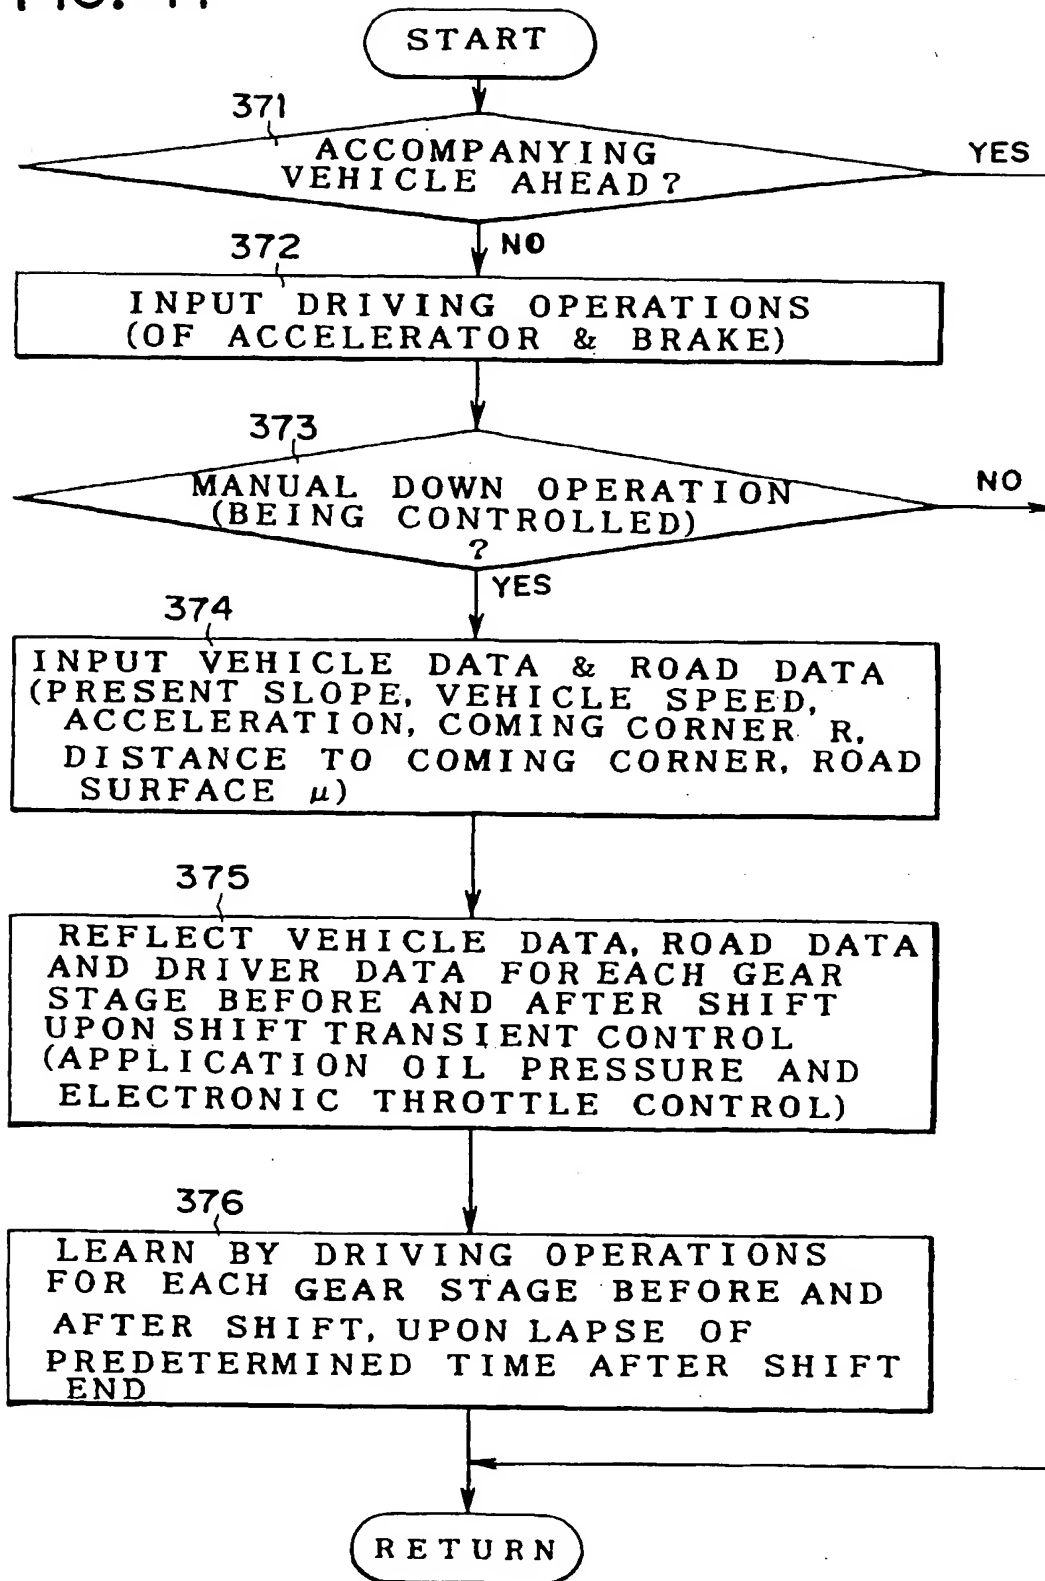 START
371
ACCOMPANYING
VEHICLE AHEAD?
YES
NO
372
INPUT DRIVING OPERATIONS
(OF ACCELERATOR & BRAKE)
373
MANUAL DOWN OPERATION
(BEING CONTROLLED)
?
NO
YES
374
INPUT VEHICLE DATA & ROAD DATA
(PRESENT SLOPE, VEHICLE SPEED,
ACCELERATION, COMING CORNER R,
DISTANCE TO COMING CORNER, ROAD
SURFACE μ)
375
REFLECT VEHICLE DATA, ROAD DATA
AND DRIVER DATA FOR EACH GEAR
STAGE BEFORE AND AFTER SHIFT
UPON SHIFT TRANSIENT CONTROL
(APPLICATION OIL PRESSURE AND
ELECTRONIC THROTTLE CONTROL)
376
LEARN BY DRIVING OPERATIONS
FOR EACH GEAR STAGE BEFORE AND
AFTER SHIFT, UPON LAPSE OF
PREDETERMINED TIME AFTER SHIFT
END
RETURN